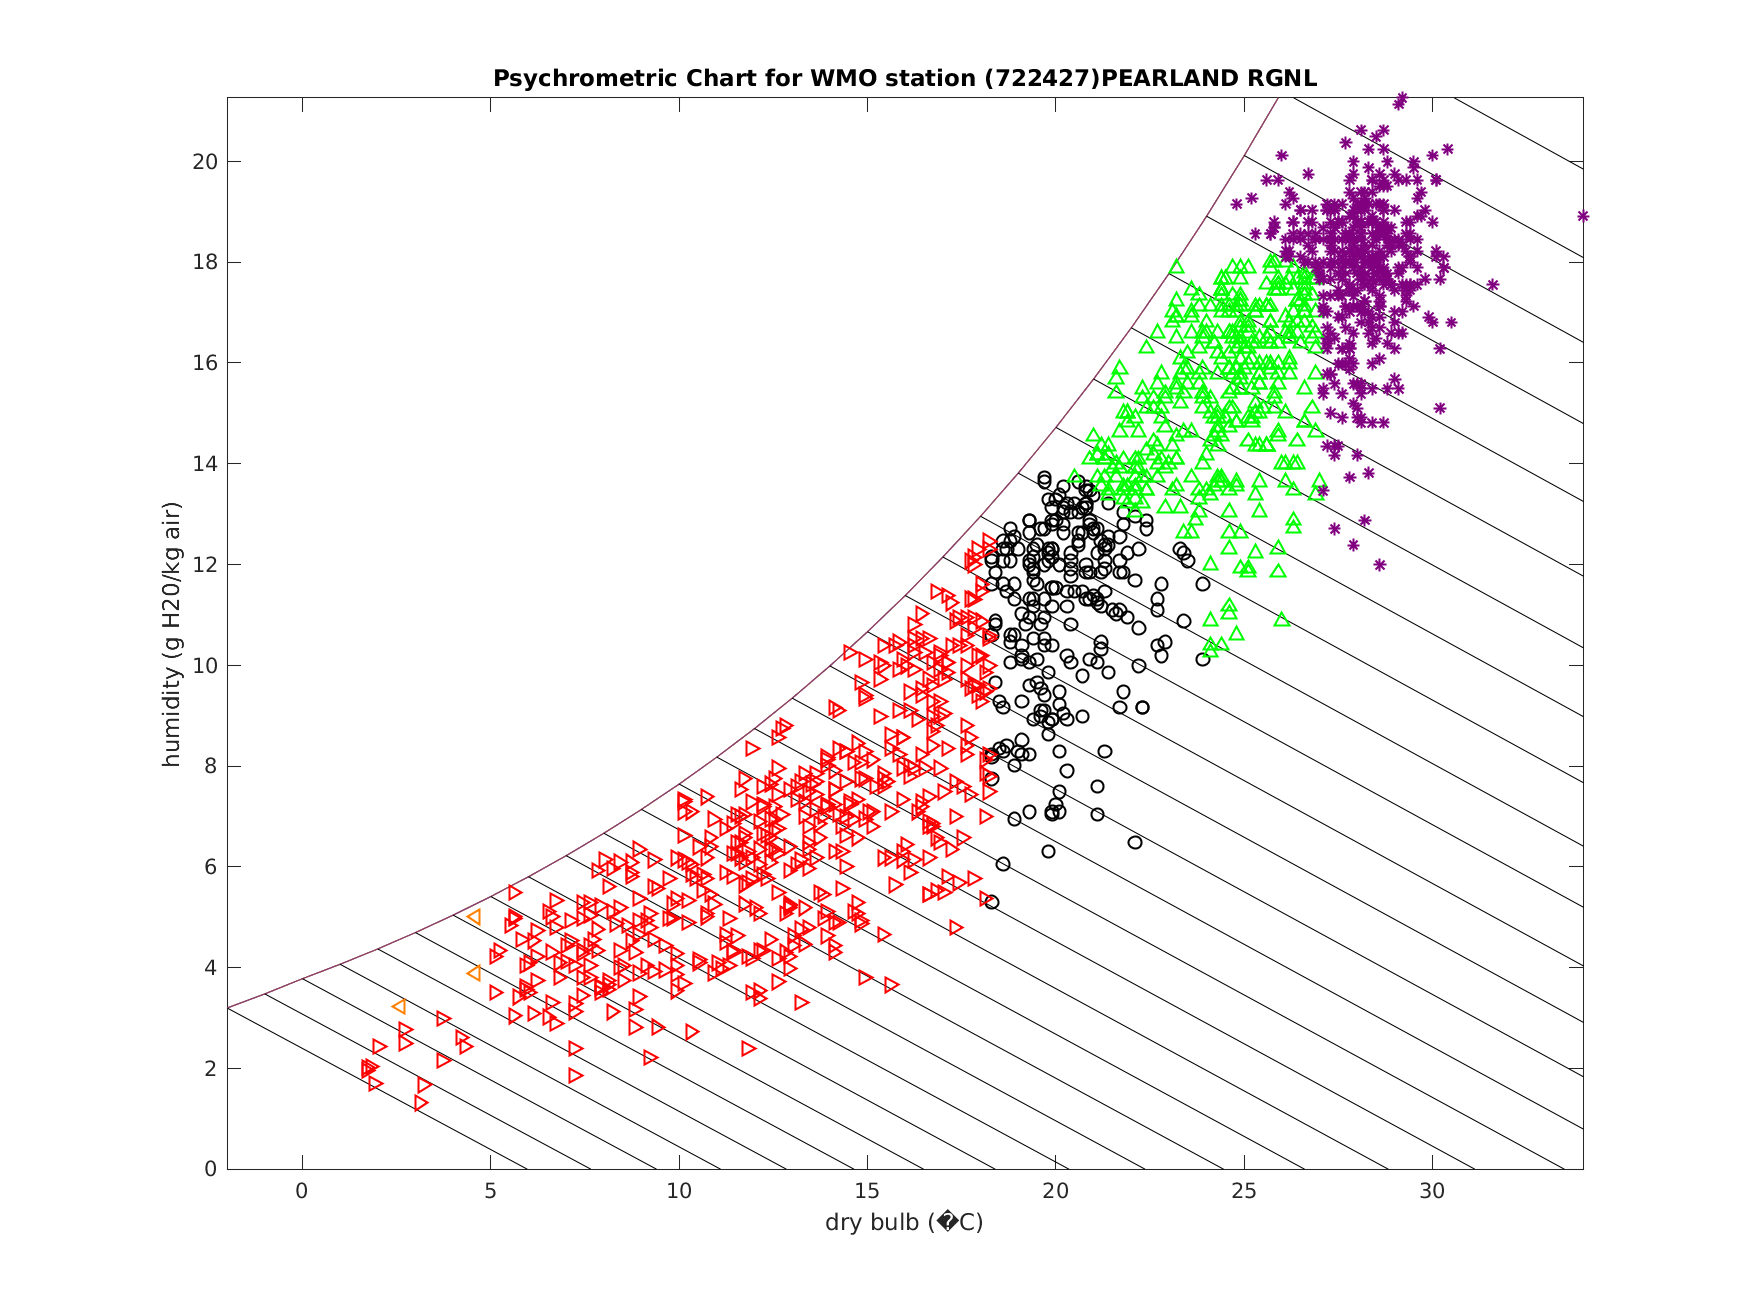 Psychrometric Chart for WMO station (722427)PEARLAND RGNL
humidity (g H20/kg air)
20
18
16
14
12
10
8
6
4
2
0
0 5 10 15 20 25 30
dry bulb (�C)